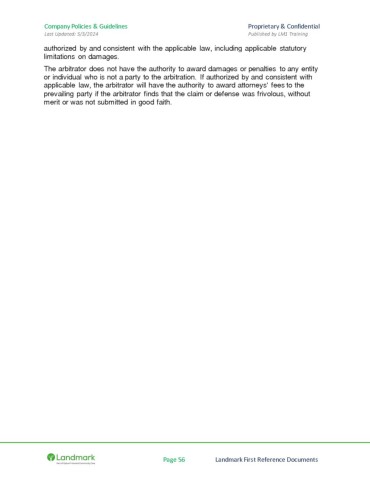 Company Policies & Guidelines Proprietary & Confidential
Last Updated: 5/3/2014 Published by LM1 Training
authorized by and consistent with the applicable law, including applicable statutory
limitations on damages.
The arbitrator does not have the authority to award damages or penalties to any entity
or individual who is not a party to the arbitration. If authorized by and consistent with
applicable law, the arbitrator will have the authority to award attorneys' fees to the
prevailing party if the arbitrator finds that the claim or defense was frivolous, without
merit or was not submitted in good faith.
Landmark
Page 56 Landmark First Reference Documents